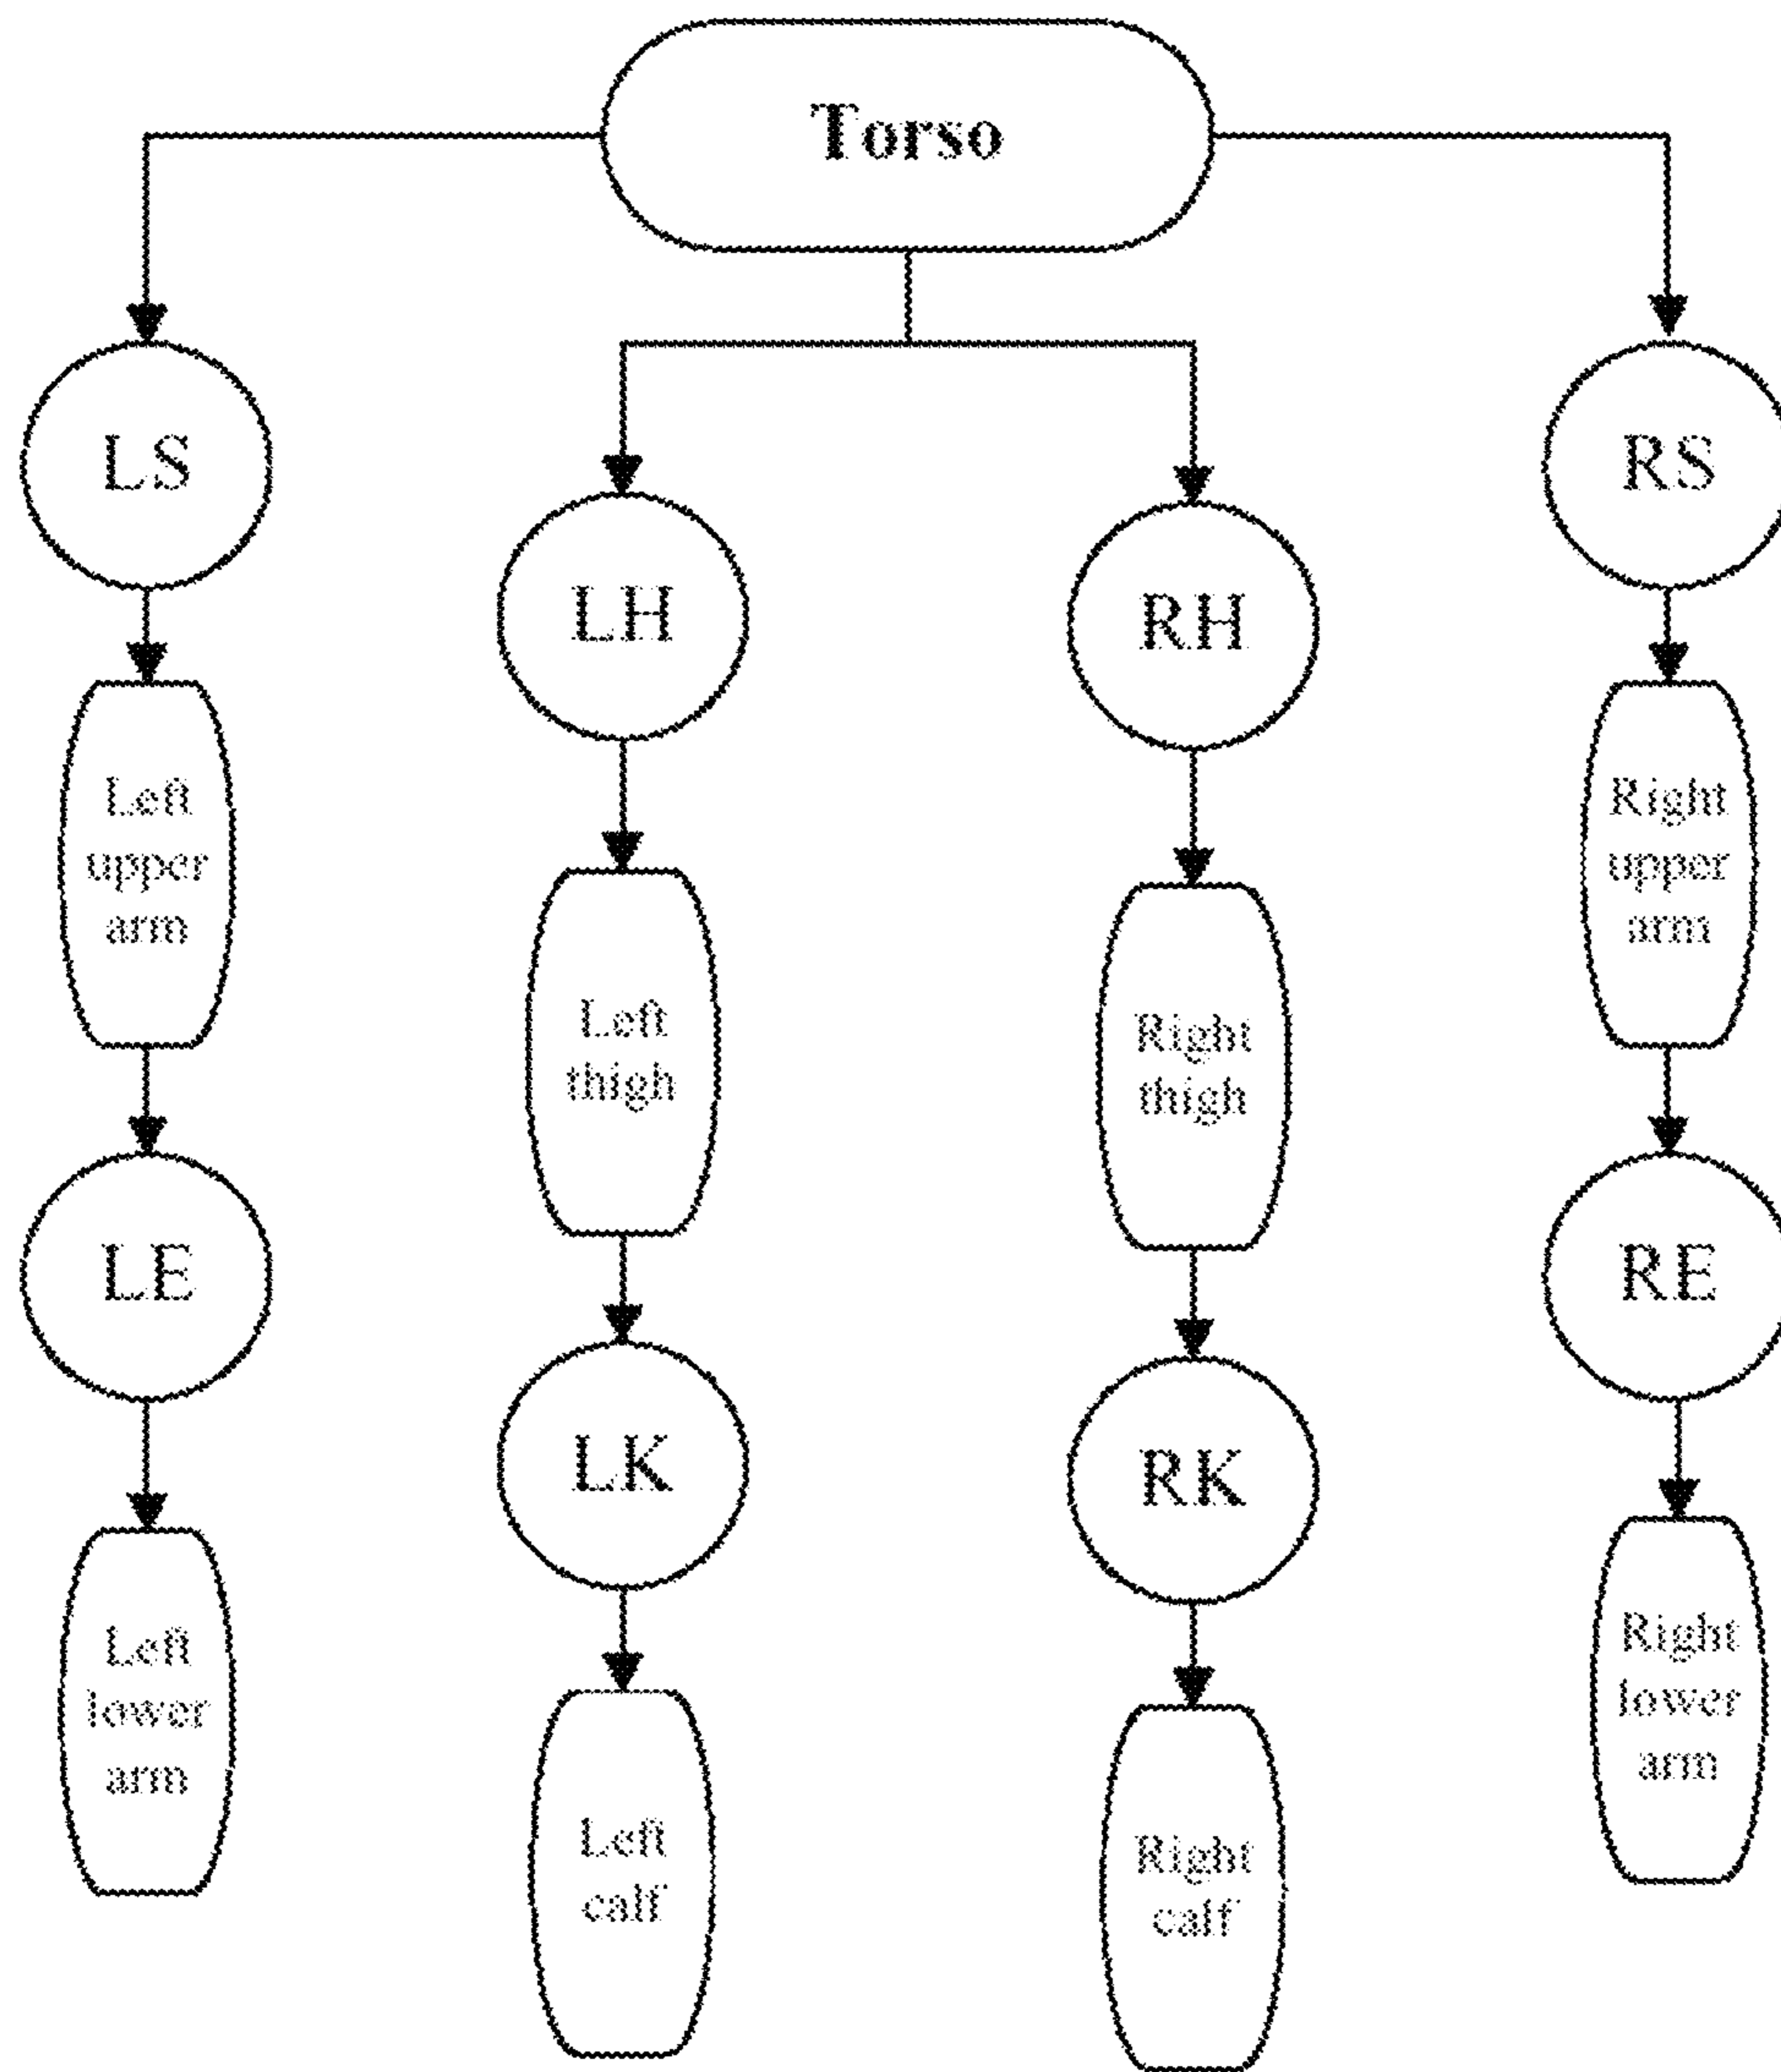 Torso
LS
RS
LH
RH
Left
upper
arm
Right
upper
arm
Left
thigh
Right
thigh
LE
RE
LK
RK
Left
lower
arm
Right
lower
arm
Left
calf
Right
calf